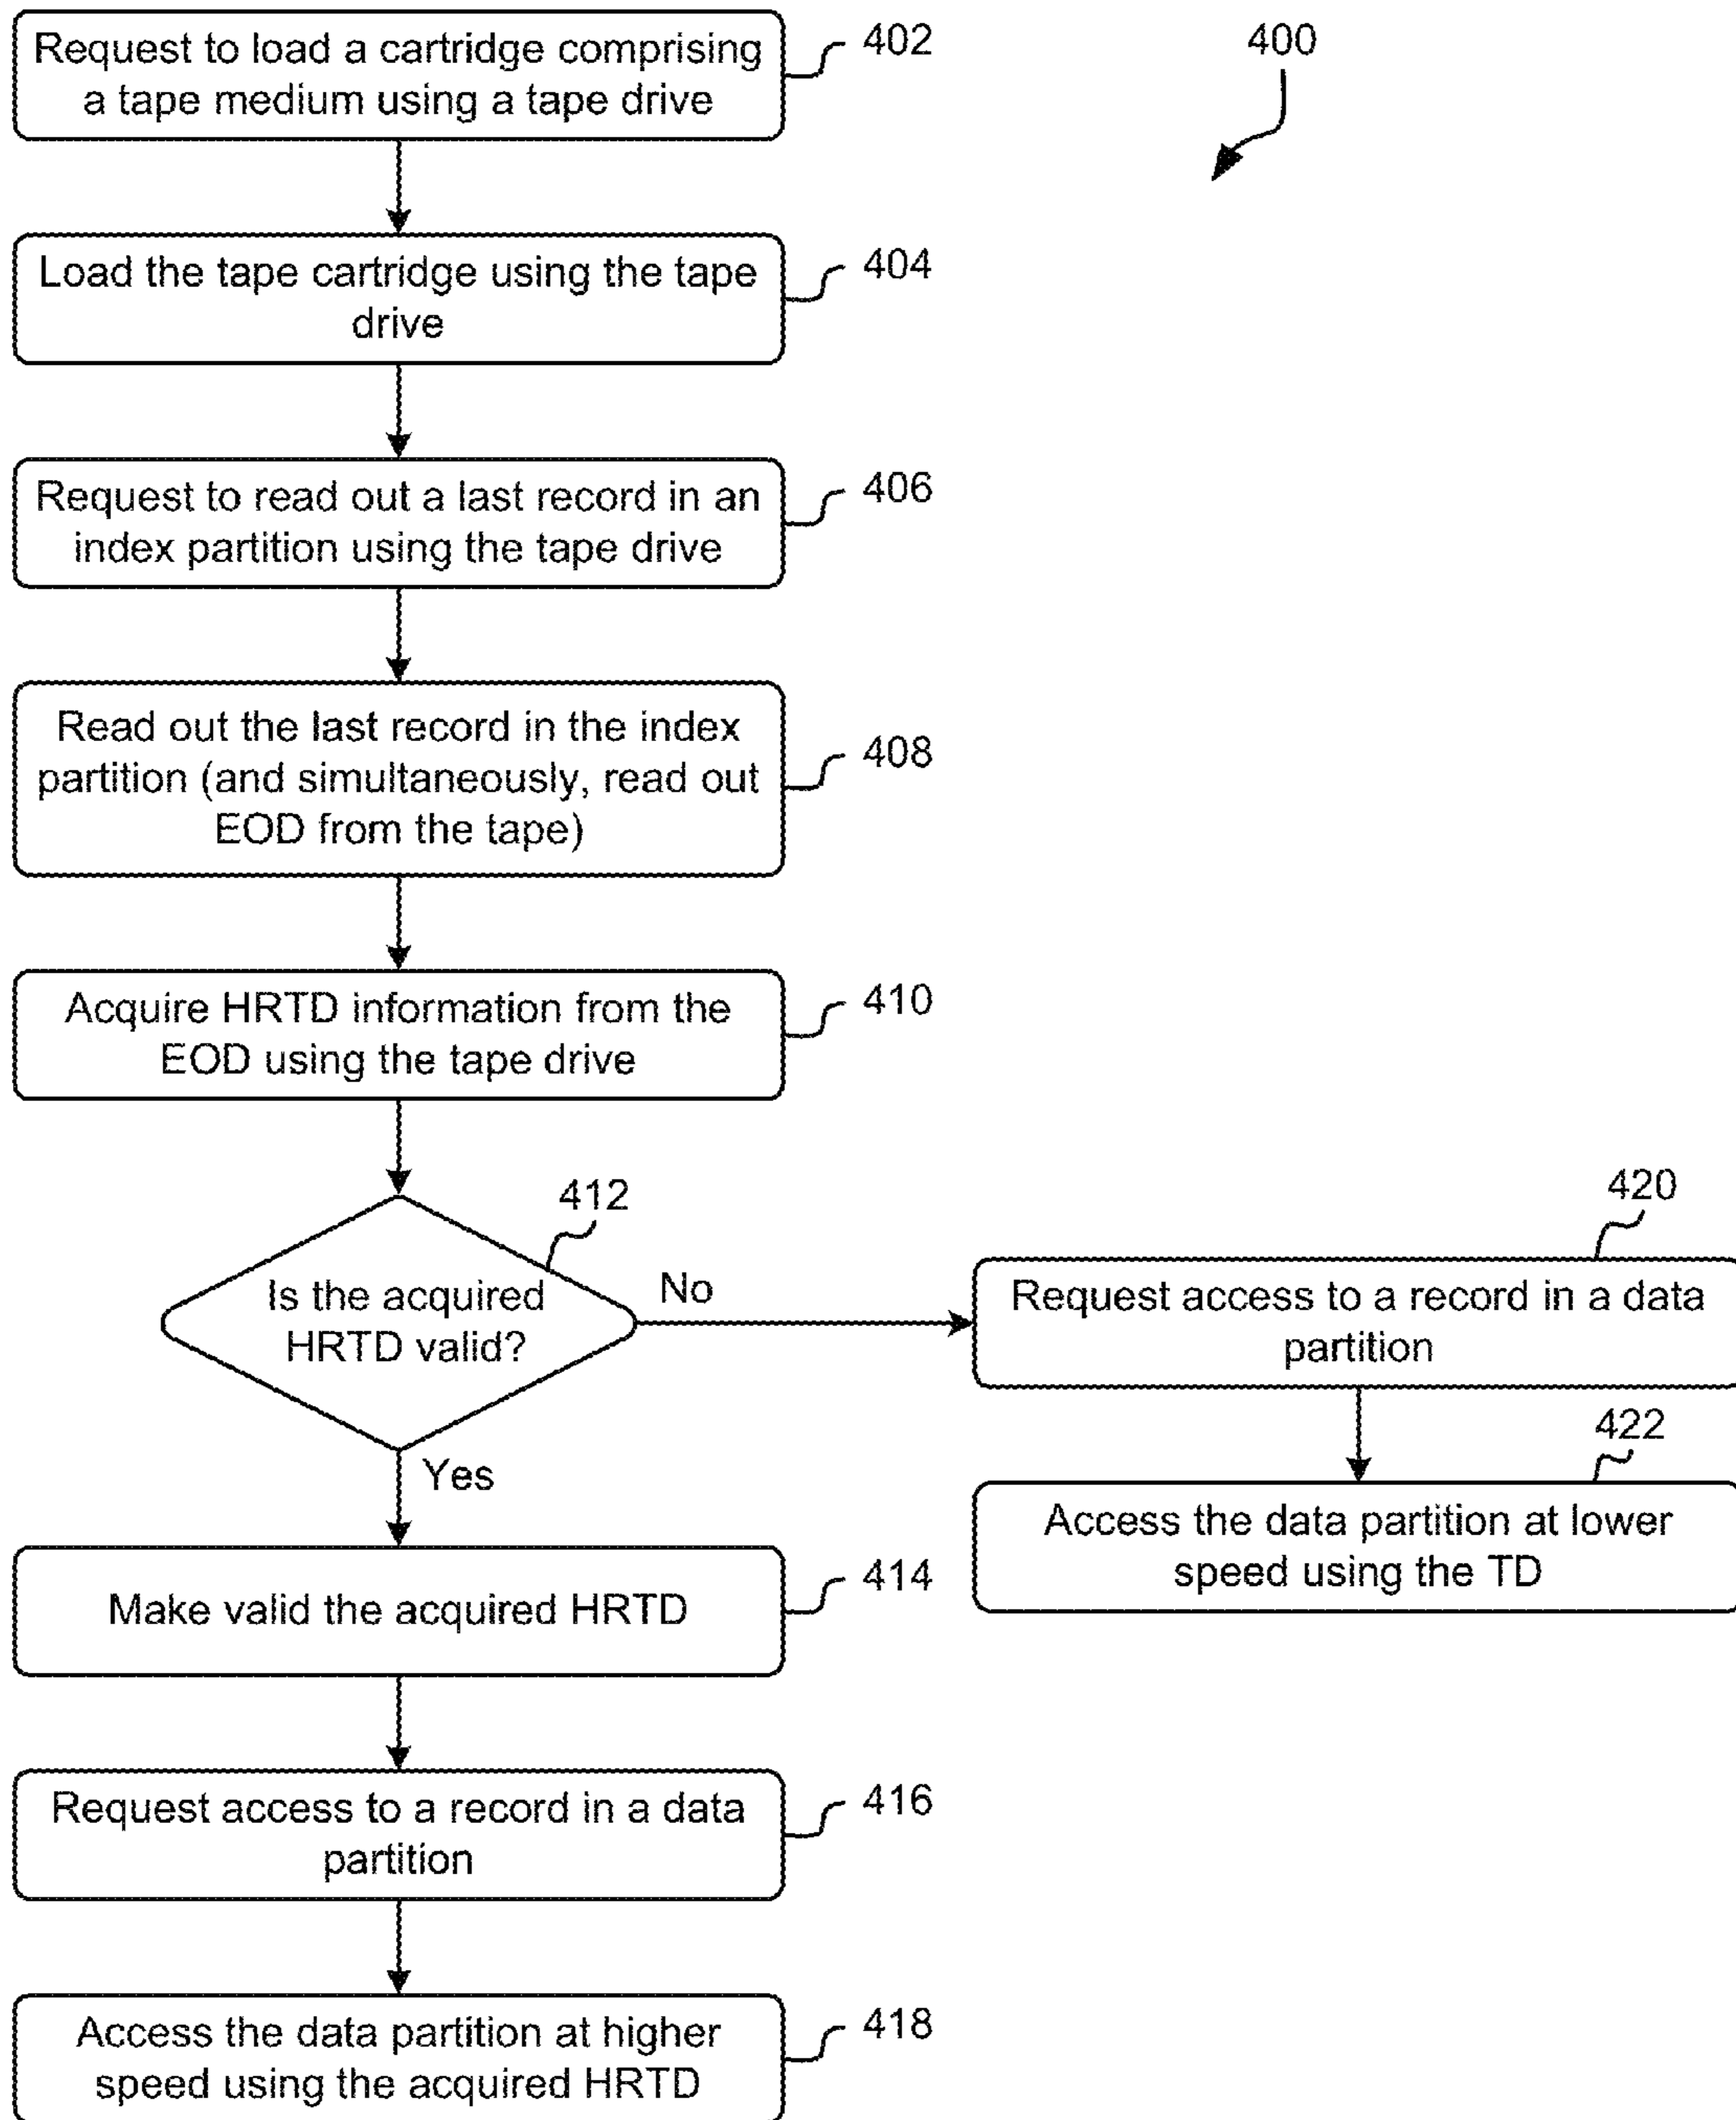 Request to load a cartridge comprising
a tape medium using a tape drive
402
400
Load the tape cartridge using the tape
drive
404
Request to read out a last record in an
index partition using the tape drive
406
Read out the last record in the index
partition (and simultaneously, read out
EOD from the tape)
408
Acquire HRTD information from the
EOD using the tape drive
410
412
Is the acquired
HRTD valid?
No
Yes
420
Request access to a record in a data
partition
422
Access the data partition at lower
speed using the TD
Make valid the acquired HRTD
414
Request access to a record in a data
partition
416
Access the data partition at higher
speed using the acquired HRTD
418